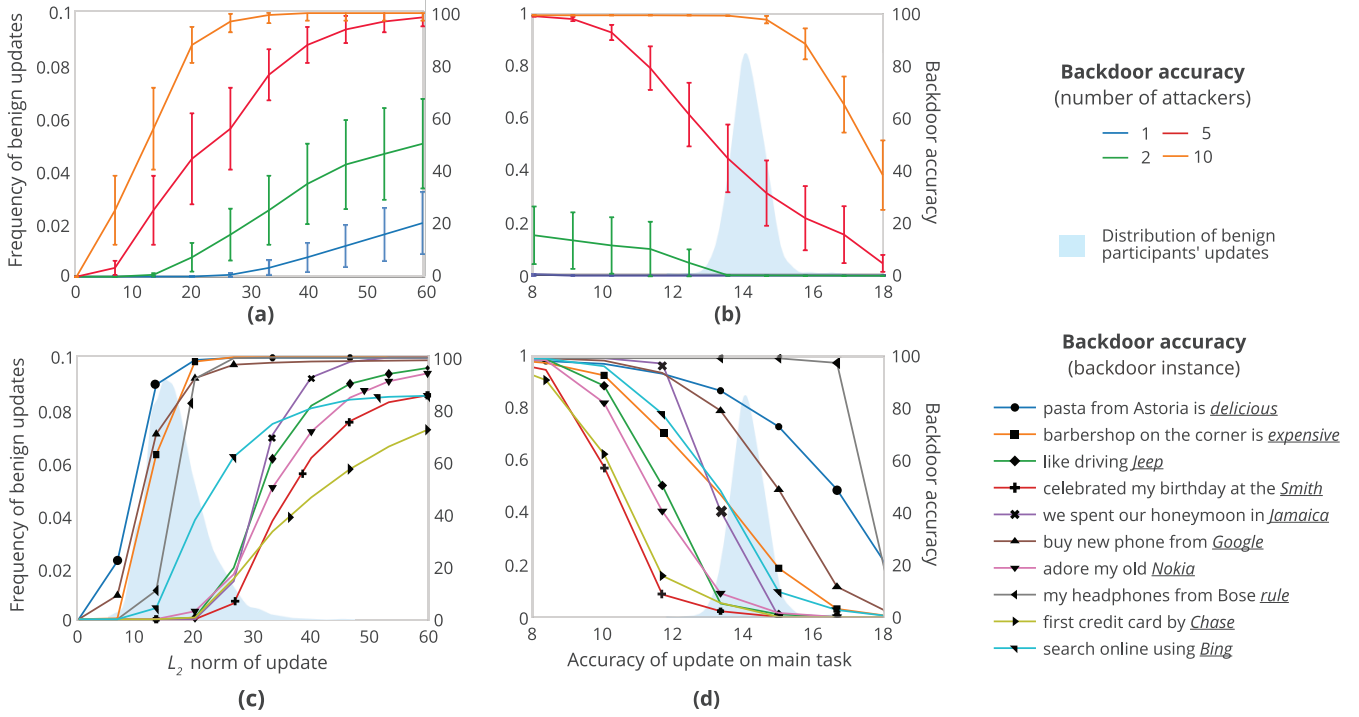 Frequency of benign updates
0.1
0.08
0.06
0.04
0.02
0
100
80
60
40
20
0
0 10 20 30 40 50 60
(a)
1
0.8
0.6
0.4
0.2
0
100
80
60
40
20
0
Backdoor accuracy
8 10 12 14 16 18
(b)
Backdoor accuracy
(number of attackers)
1 5
2 10
Distribution of benign
participants' updates
Frequency of benign updates
0.1
0.08
0.06
0.04
0.02
0
100
80
60
40
20
0
0 10 20 30 40 50 60
L2 norm of update
(c)
1
0.8
0.6
0.4
0.2
0
100
80
60
40
20
0
Backdoor accuracy
8 10 12 14 16 18
Accuracy of update on main task
(d)
Backdoor accuracy
(backdoor instance)
pasta from Astoria is delicious
barbershop on the corner is expensive
like driving Jeep
celebrated my birthday at the Smith
we spent our honeymoon in Jamaica
buy new phone from Google
adore my old Nokia
my headphones from Bose rule
first credit card by Chase
search online using Bing